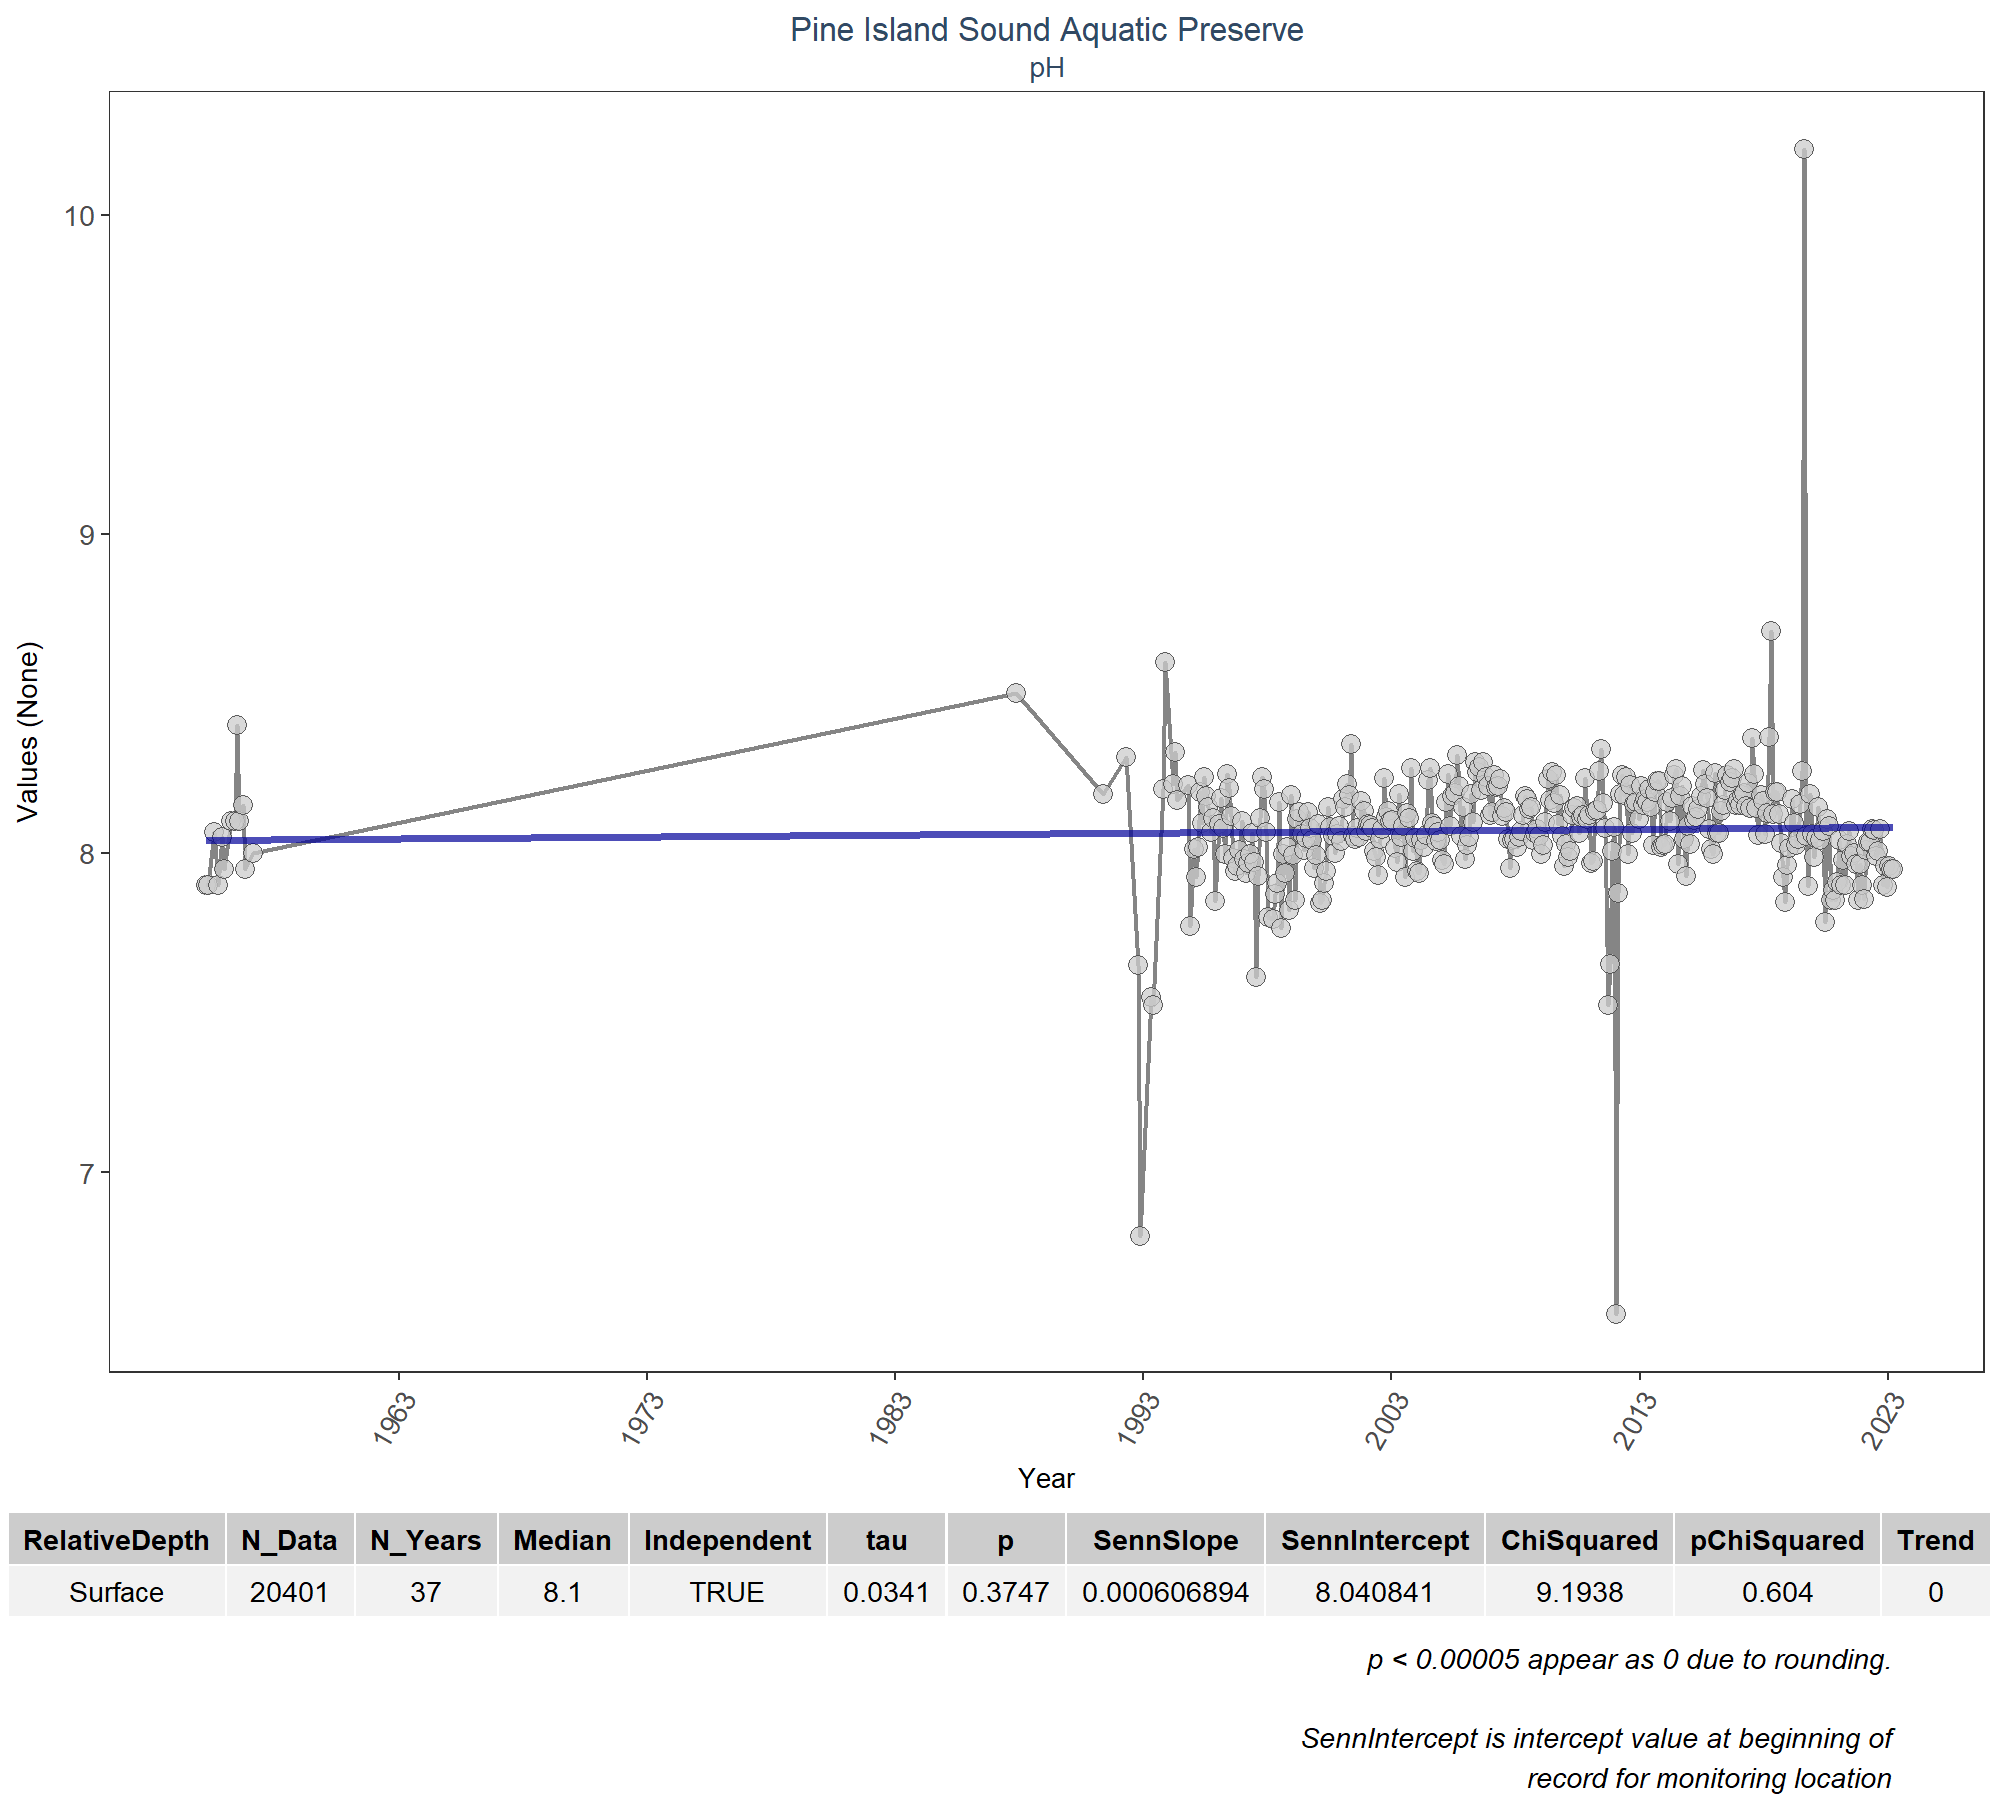 Pine Island Sound Aquatic Preserve
pH
10
9
8
7
Values (None)
1963
1973
1983
1993
2003
2013
2023
Year
RelativeDepth N_Data N_Years Median Independent tau p SennSlope SennIntercept ChiSquared pChiSquared Trend
Surface 20401 37 8.1 TRUE 0.0341 0.3747 0.000606894 8.040841 9.1938 0.604 0
p < 0.00005 appear as 0 due to rounding.
SennIntercept is intercept value at beginning of
record for monitoring location